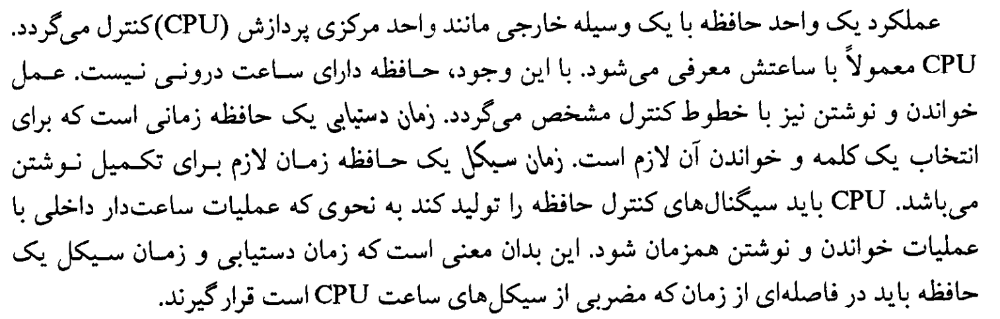 عملکرد یک واحد حافظه با یک وسیله خارجی مانند واحد مرکزی پردازش (CPU) کنترل می‌گردد.
CPU معمولاً با ساعتش معرفی می‌شود. با این وجود، حافظه دارای ساعت درونی نیست. عمل
خواندن و نوشتن نیز با خطوط کنترل مشخص می‌گردد. زمان دستیابی یک حافظه زمانی است که برای
انتخاب یک کلمه و خواندن آن لازم است. زمان سیکل یک حافظه زمان لازم برای تکمیل نوشتن
می‌باشد. CPU باید سیگنال‌های کنترل حافظه را تولید کند به نحوی که عملیات ساعت‌دار داخلی با
عملیات خواندن و نوشتن همزمان شود. این بدان معنی است که زمان دستیابی و زمان سیکل یک
حافظه باید در فاصله‌ای از زمان که مضربی از سیکل‌های ساعت CPU است قرار گیرند.